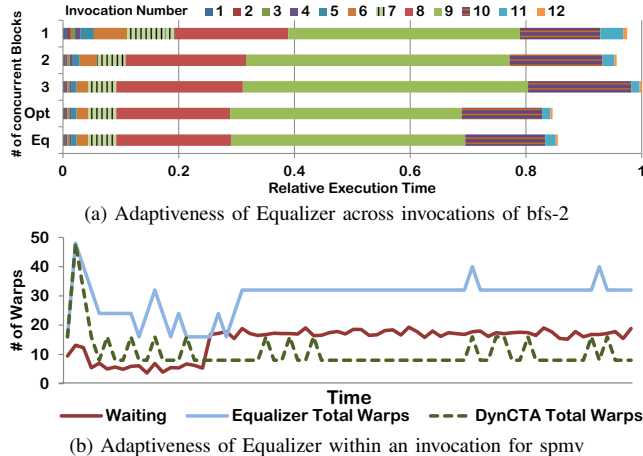 Invocation Number 1 2 3 4 5 6 7 8 9 10 11 12
# of concurrent Blocks
1
2
3
Opt
Eq
0 0.2 0.4 0.6 0.8 1
Relative Execution Time
(a) Adaptiveness of Equalizer across invocations of bfs-2
# of Warps
50
40
30
20
10
0
Time
Waiting Equalizer Total Warps DynCTA Total Warps
(b) Adaptiveness of Equalizer within an invocation for spmv